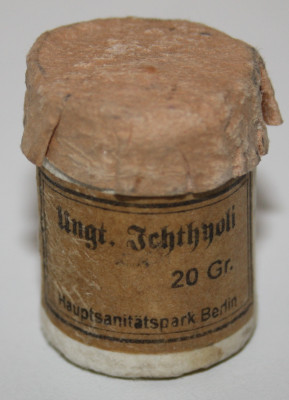 Ungt. Ichthyoli
20 Gr.
Hauptsanitätspark Berlin